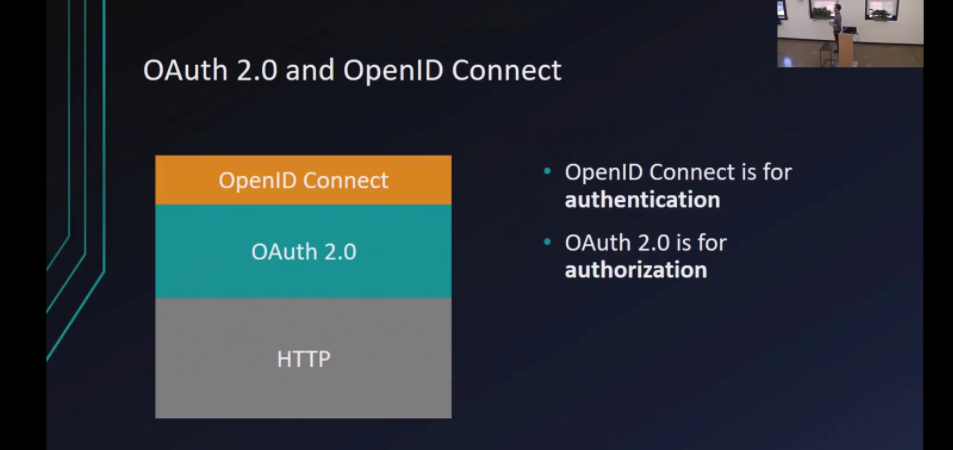 OAuth 2.0 and OpenID Connect
OpenID Connect
OAuth 2.0
HTTP
• OpenID Connect is for
authentication
• OAuth 2.0 is for
authorization